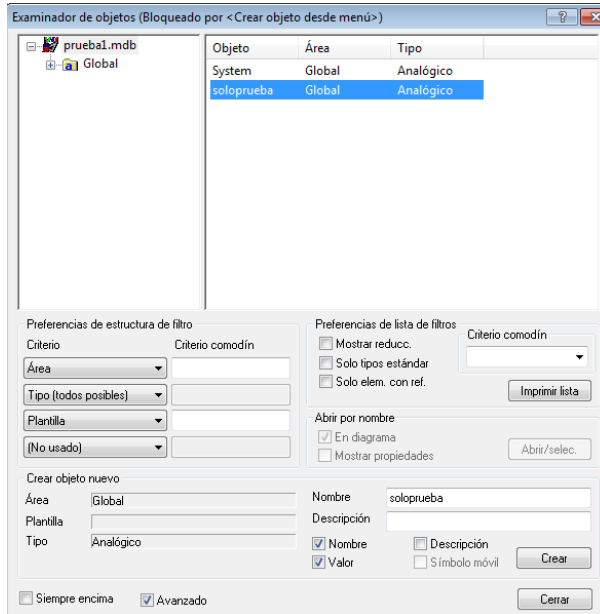 Examinador de objetos (Bloqueado por <Crear objeto desde menú>)
prueba1.mdb
Global
Objeto Área Tipo
System Global Analógico
soloprueba Global Analógico
Preferencias de estructura de filtro
Criterio Criterio comodín
Área
Tipo (todos posibles)
Plantilla
(No usado)
Preferencias de lista de filtros
Mostrar reducc.
Solo tipos estándar
Solo elem. con ref.
Criterio comodín
Imprimir lista
Abrir por nombre
En diagrama
Mostrar propiedades
Abrir/selec.
Crear objeto nuevo
Área Global
Plantilla
Tipo Analógico
Nombre soloprueba
Descripción
Nombre Descripción
Valor Símbolo móvil
Crear
Siempre encima Avanzado
Cerrar